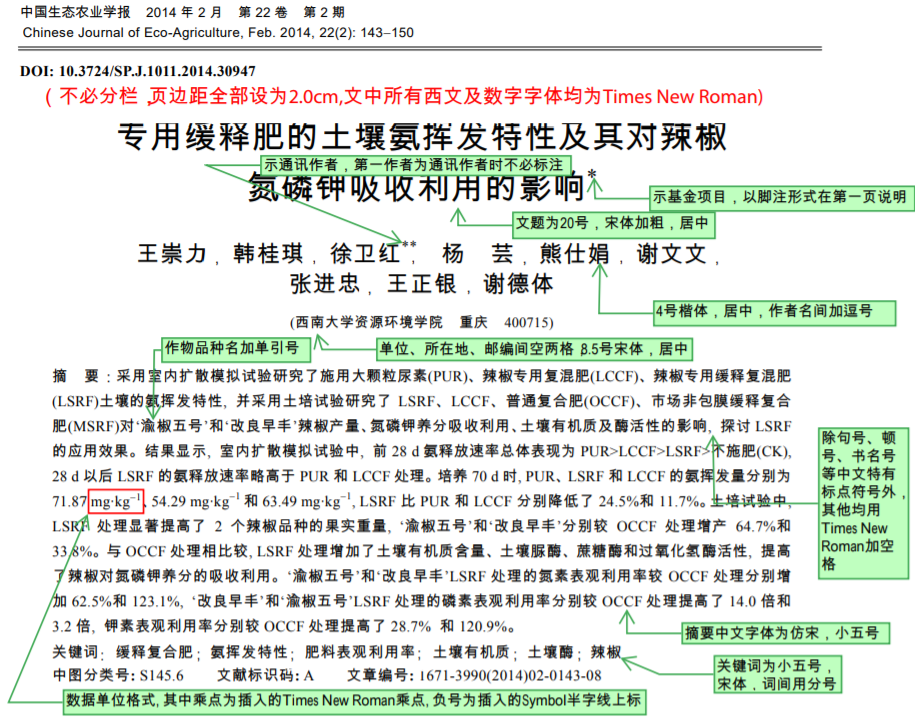 中国生态农业学报 2014 年 2 月 第 22 卷 第 2 期
Chinese Journal of Eco-Agriculture, Feb. 2014, 22(2): 143–150
DOI: 10.3724/SP.J.1011.2014.30947
( 不必分栏 ,页边距全部设为2.0cm,文中所有西文及数字字体均为Times New Roman)
专用缓释肥的土壤氨挥发特性及其对辣椒
示通讯作者，第一作者为通讯作者时不必标注
氮磷钾吸收利用的影响*
示基金项目，以脚注形式在第一页说明
文题为20号，宋体加粗，居中
王崇力, 韩桂琪, 徐卫红**, 杨 芸, 熊仕娟, 谢文文,
张进忠, 王正银, 谢德体
4号楷体，居中，作者名间加逗号
(西南大学资源环境学院 重庆 400715)
作物品种名加单引号
单位、所在地、邮编间空两格 ,8.5号宋体，居中
摘 要：采用室内扩散模拟试验研究了施用大颗粒尿素(PUR)、辣椒专用复混肥(LCCF)、辣椒专用缓释复混肥
(LSRF)土壤的氨挥发特性, 并采用土培试验研究了 LSRF、LCCF、普通复合肥(OCCF)、市场非包膜缓释复合
肥(MSRF)对‘渝椒五号’和‘改良早丰’辣椒产量、氮磷钾养分吸收利用、土壤有机质及酶活性的影响, 探讨 LSRF
的应用效果。结果显示, 室内扩散模拟试验中, 前 28 d 氨释放速率总体表现为 PUR>LCCF>LSRF>不施肥(CK),
28 d 以后 LSRF 的氨释放速率略高于 PUR 和 LCCF 处理。培养 70 d 时, PUR、LSRF 和 LCCF 的氨挥发量分别为
71.87 mg·kg⁻¹、54.29 mg·kg⁻¹ 和 63.49 mg·kg⁻¹, LSRF 比 PUR 和 LCCF 分别降低了 24.5%和 11.7%。土培试验中,
LSRF 处理显著提高了 2 个辣椒品种的果实重量, ‘渝椒五号’和‘改良早丰’分别较 OCCF 处理增产 64.7%和
33.8%。与 OCCF 处理相比较, LSRF 处理增加了土壤有机质含量、土壤脲酶、蔗糖酶和过氧化氢酶活性, 提高
了辣椒对氮磷钾养分的吸收利用。‘渝椒五号’和‘改良早丰’LSRF 处理的氮素表观利用率较 OCCF 处理分别增
加 62.5%和 123.1%, ‘改良早丰’和‘渝椒五号’LSRF 处理的磷素表观利用率分别较 OCCF 处理提高了 14.0 倍和
3.2 倍, 钾素表观利用率分别较 OCCF 处理提高了 28.7% 和 120.9%。
除句号、顿
号、书名号
等中文特有
标点符号外，
其他均用
Times New
Roman加空
格
摘要中文字体为仿宋，小五号
关键词：缓释复合肥；氨挥发特性；肥料表观利用率；土壤有机质；土壤酶；辣椒
关键词为小五号，
宋体，词间用分号
中图分类号: S145.6 文献标识码: A 文章编号: 1671-3990(2014)02-0143-08
数据单位格式, 其中乘点为插入的Times New Roman乘点, 负号为插入的Symbol半字线上标